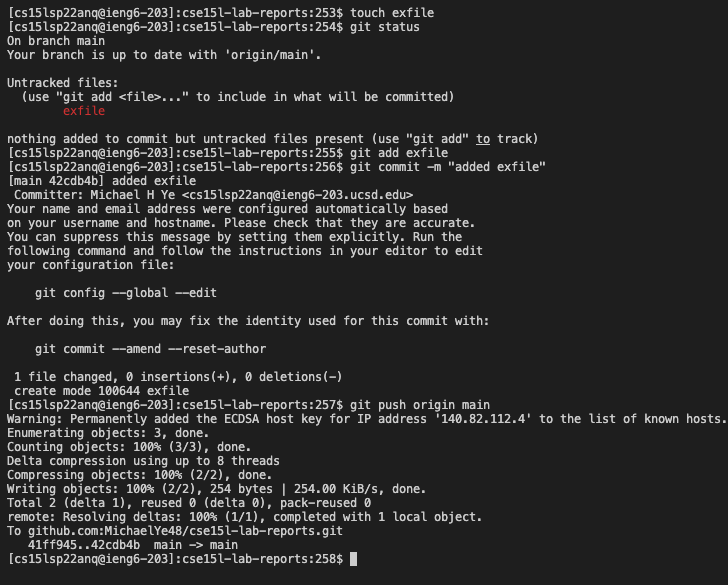 [cs15lsp22anq@ieng6-203]:cse15l-lab-reports:253$ touch exfile
[cs15lsp22anq@ieng6-203]:cse15l-lab-reports:254$ git status
On branch main
Your branch is up to date with 'origin/main'.
Untracked files:
  (use "git add <file>..." to include in what will be committed)
        exfile
nothing added to commit but untracked files present (use "git add" to track)
[cs15lsp22anq@ieng6-203]:cse15l-lab-reports:255$ git add exfile
[cs15lsp22anq@ieng6-203]:cse15l-lab-reports:256$ git commit -m "added exfile"
[main 42cdb4b] added exfile
 Committer: Michael H Ye <cs15lsp22anq@ieng6-203.ucsd.edu>
Your name and email address were configured automatically based
on your username and hostname. Please check that they are accurate.
You can suppress this message by setting them explicitly. Run the
following command and follow the instructions in your editor to edit
your configuration file:
    git config --global --edit
After doing this, you may fix the identity used for this commit with:
    git commit --amend --reset-author
 1 file changed, 0 insertions(+), 0 deletions(-)
 create mode 100644 exfile
[cs15lsp22anq@ieng6-203]:cse15l-lab-reports:257$ git push origin main
Warning: Permanently added the ECDSA host key for IP address '140.82.112.4' to the list of known hosts.
Enumerating objects: 3, done.
Counting objects: 100% (3/3), done.
Delta compression using up to 8 threads
Compressing objects: 100% (2/2), done.
Writing objects: 100% (2/2), 254 bytes | 254.00 KiB/s, done.
Total 2 (delta 1), reused 0 (delta 0), pack-reused 0
remote: Resolving deltas: 100% (1/1), completed with 1 local object.
To github.com:MichaelYe48/cse15l-lab-reports.git
   41ff945..42cdb4b  main -> main
[cs15lsp22anq@ieng6-203]:cse15l-lab-reports:258$